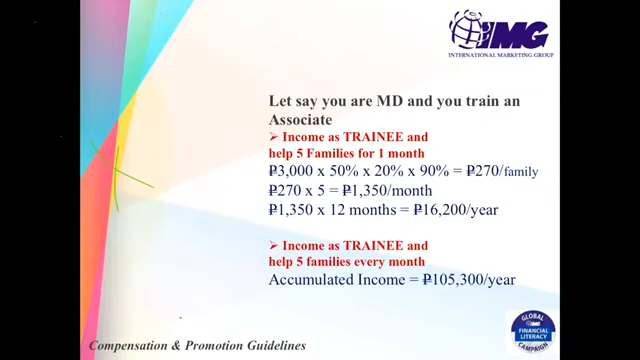 IMG
INTERNATIONAL MARKETING GROUP
Let say you are MD and you train an
Associate
➢ Income as TRAINEE and
help 5 Families for 1 month
₱3,000 x 50% x 20% x 90% = ₱270/family
₱270 x 5 = ₱1,350/month
₱1,350 x 12 months = ₱16,200/year
➢ Income as TRAINEE and
help 5 families every month
Accumulated Income = ₱105,300/year
GLOBAL
IMG
FINANCIAL
LITERACY
CAMPAIGN
Compensation & Promotion Guidelines